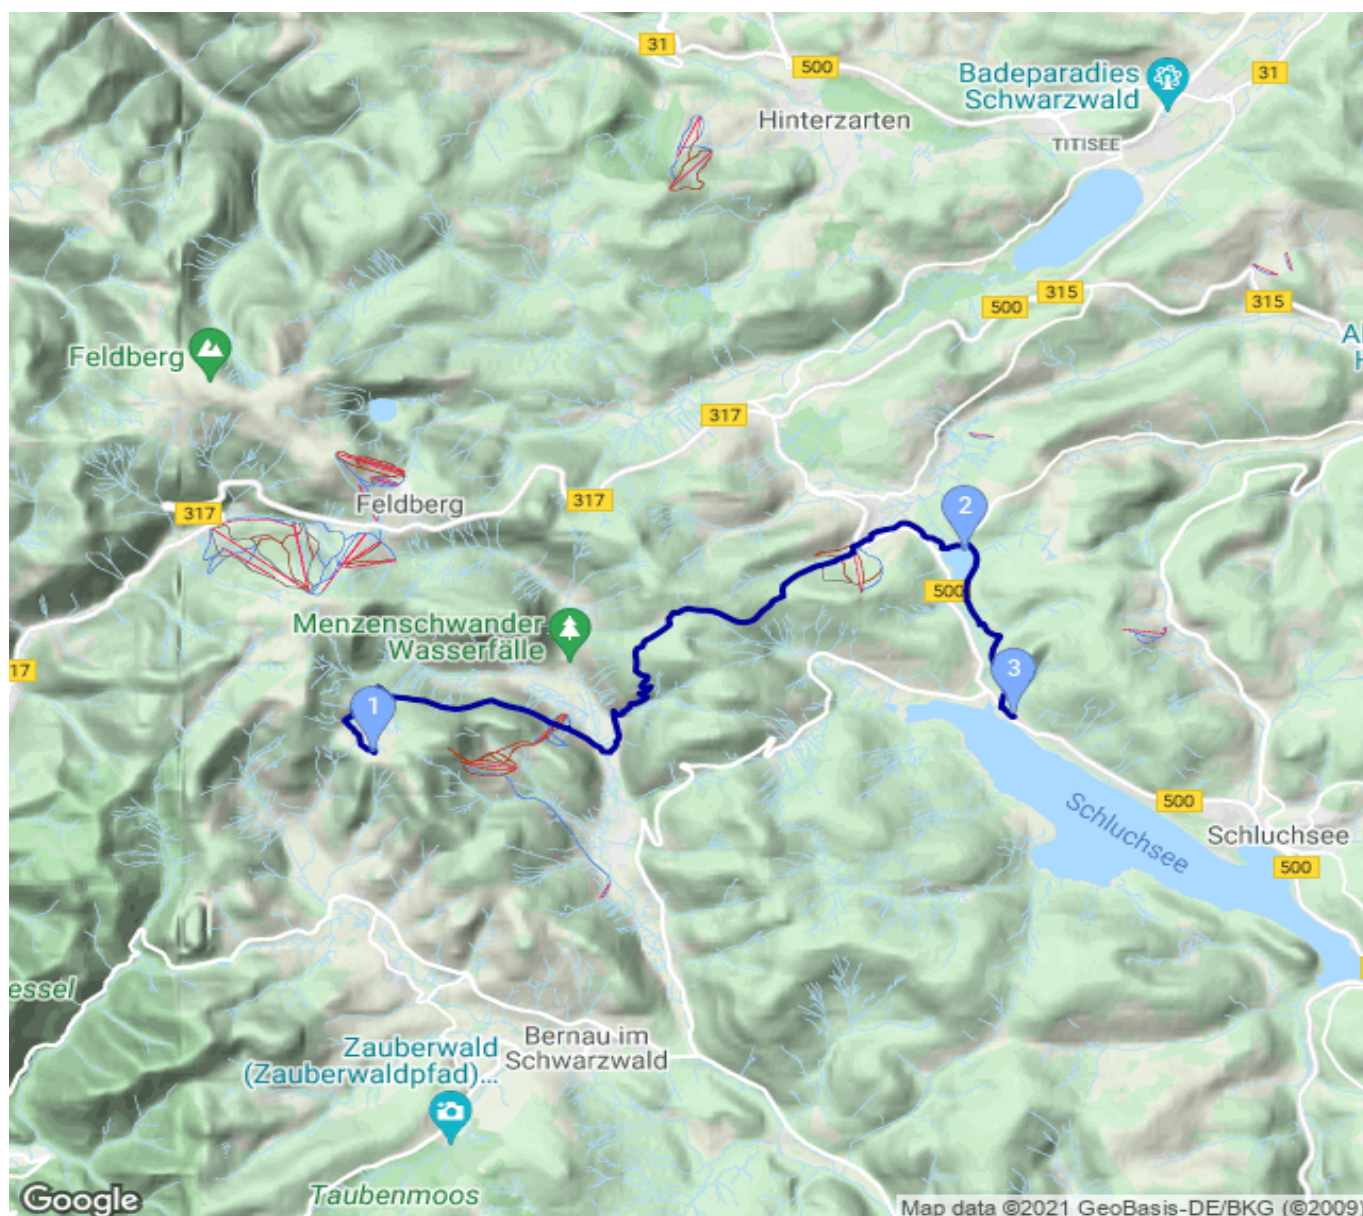 31
500
Badeparadies
Schwarzwald
31
Hinterzarten
TITISEE
315
500
315
Feldberg
317
Feldberg
317
317
2
500
Menzenschwander
Wasserfälle
17
3
1
Schluchsee
500
Schluchsee
500
essel
Bernau im
Schwarzwald
Zauberwald
(Zauberwaldpfad)...
Taubenmoos
Google
Map data ©2021 GeoBasis-DE/BKG (©2009)